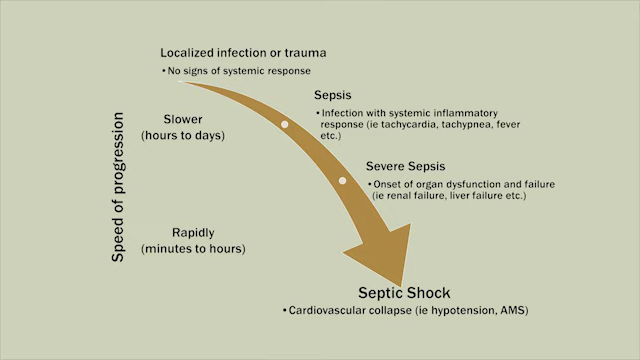 Localized infection or trauma
•No signs of systemic response
Sepsis
•Infection with systemic inflammatory
response (ie tachycardia, tachypnea, fever
etc.)
Slower
(hours to days)
Speed of progression
Severe Sepsis
•Onset of organ dysfunction and failure
(ie renal failure, liver failure etc.)
Rapidly
(minutes to hours)
Septic Shock
•Cardiovascular collapse (ie hypotension, AMS)